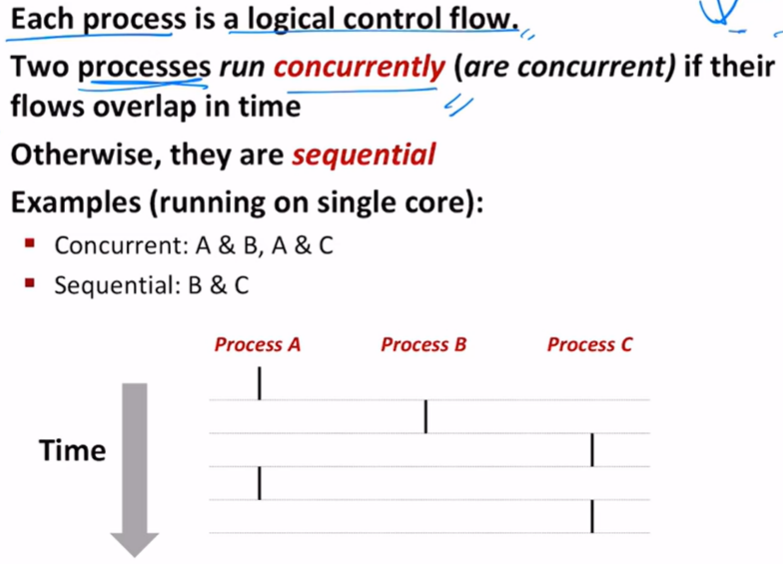 Each process is a logical control flow.
Two processes run concurrently (are concurrent) if their
flows overlap in time
Otherwise, they are sequential
Examples (running on single core):
▪ Concurrent: A & B, A & C
▪ Sequential: B & C
Process A Process B Process C
Time